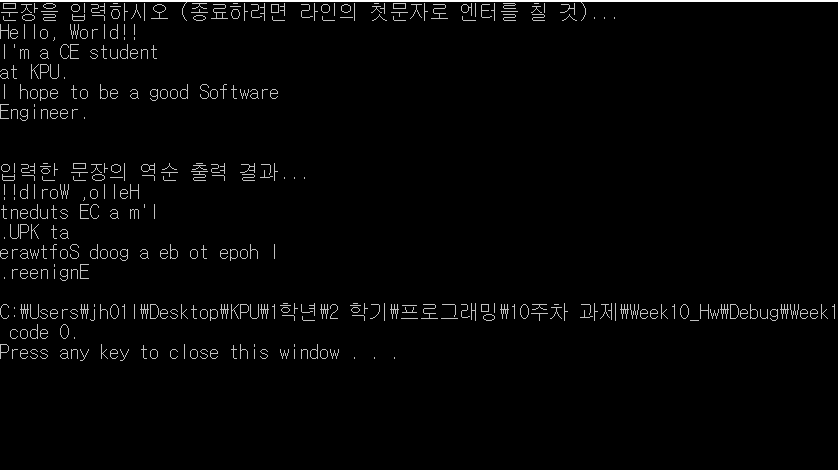 문장을 입력하시오 (종료하려면 라인의 첫문자로 엔터를 칠 것)...
Hello, World!!
I'm a CE student
at KPU.
I hope to be a good Software
Engineer.
입력한 문장의 역순 출력 결과...
!!dlroW ,olleH
tneduts EC a m'I
.UPK ta
erawtfoS doog a eb ot epoh I
.reenignE
C:₩Users₩jh01l₩Desktop₩KPU₩1학년₩2 학기₩프로그래밍₩10주차 과제₩Week10_Hw₩Debug₩Week1
 code 0.
Press any key to close this window . . .